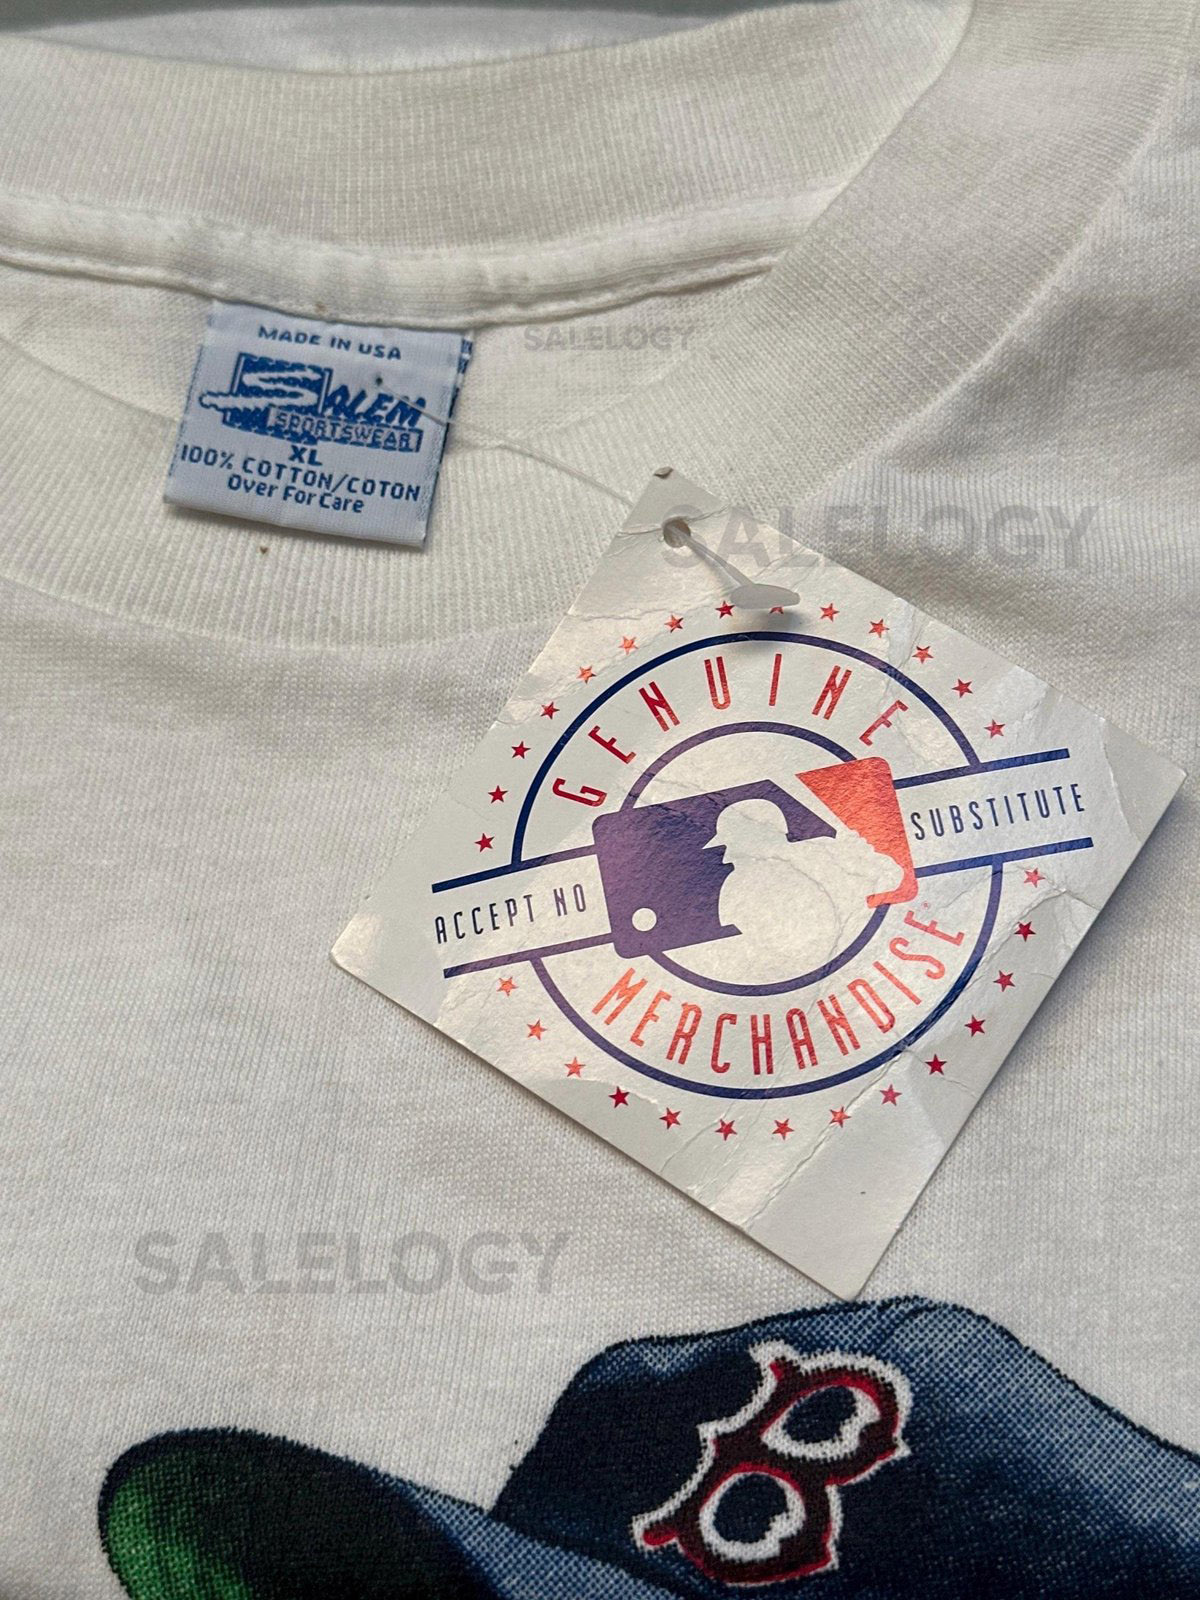 MADE IN USA
SALEM
SPORTSWEAR
XL
100% COTTON/COTON
Over For Care
SALELOGY
SALELOGY
GENUINE
ACCEPT NO SUBSTITUTE
MERCHANDISE
SALELOGY
B